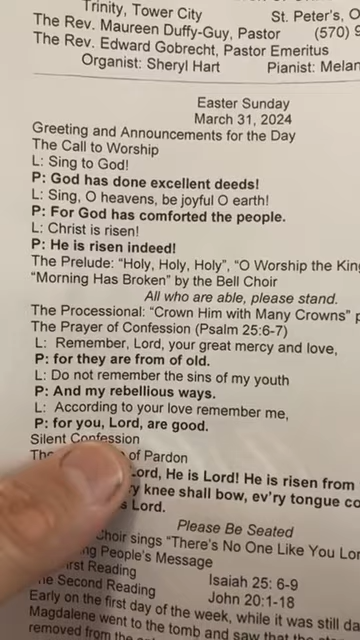 Trinity, Tower City St. Peter's, O
The Rev. Maureen Duffy-Guy, Pastor (570) 9
The Rev. Edward Gobrecht, Pastor Emeritus
Organist: Sheryl Hart Pianist: Melan
Easter Sunday
March 31, 2024
Greeting and Announcements for the Day
The Call to Worship
L: Sing to God!
P: God has done excellent deeds!
L: Sing, O heavens, be joyful O earth!
P: For God has comforted the people.
L: Christ is risen!
P: He is risen indeed!
The Prelude: "Holy, Holy, Holy", "O Worship the King
"Morning Has Broken" by the Bell Choir
All who are able, please stand.
The Processional: "Crown Him with Many Crowns" p
The Prayer of Confession (Psalm 25:6-7)
L: Remember, Lord, your great mercy and love,
P: for they are from of old.
L: Do not remember the sins of my youth
P: And my rebellious ways.
L: According to your love remember me,
P: for you, Lord, are good.
Silent Confession
of Pardon
Lord, He is Lord! He is risen from
ry knee shall bow, ev'ry tongue co
s Lord.
Please Be Seated
Choir sings "There's No One Like You Lor
ng People's Message
irst Reading Isaiah 25: 6-9
he Second Reading John 20:1-18
Early on the first day of the week, while it was still da
Magdalene went to the tomb and saw that the
removed from the